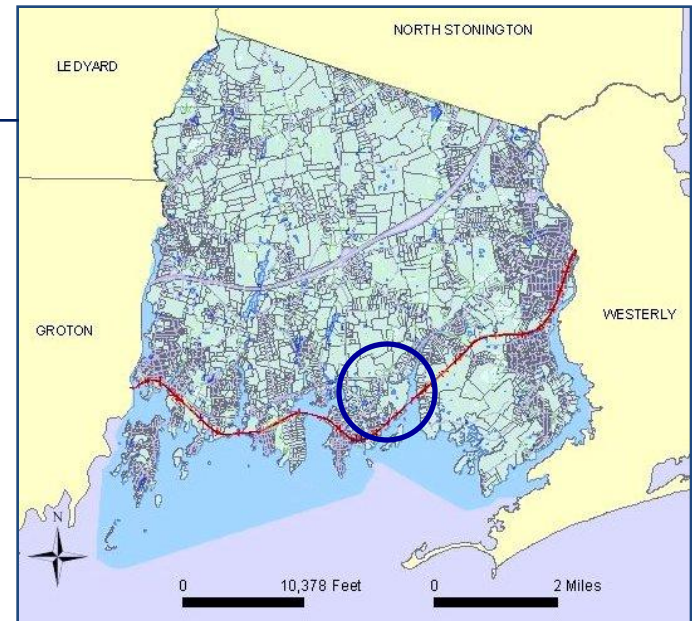 NORTH STONINGTON
LEDYARD
GROTON
WESTERLY
N
0 10,378 Feet 0 2 Miles